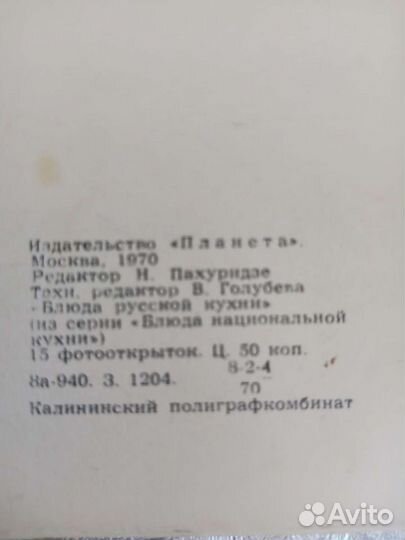 Издательство «Планета».
Москва, 1970
Редактор Н. Пахуридзе
Техн. редактор В. Голубева
«Блюда русской кухни»
(из серии «Блюда национальной
кухни»)
15 фотооткрыток. Ц. 50 коп.
8-2-4
8а-940. З. 1204.
70
Калининский полиграфкомбинат
Avito